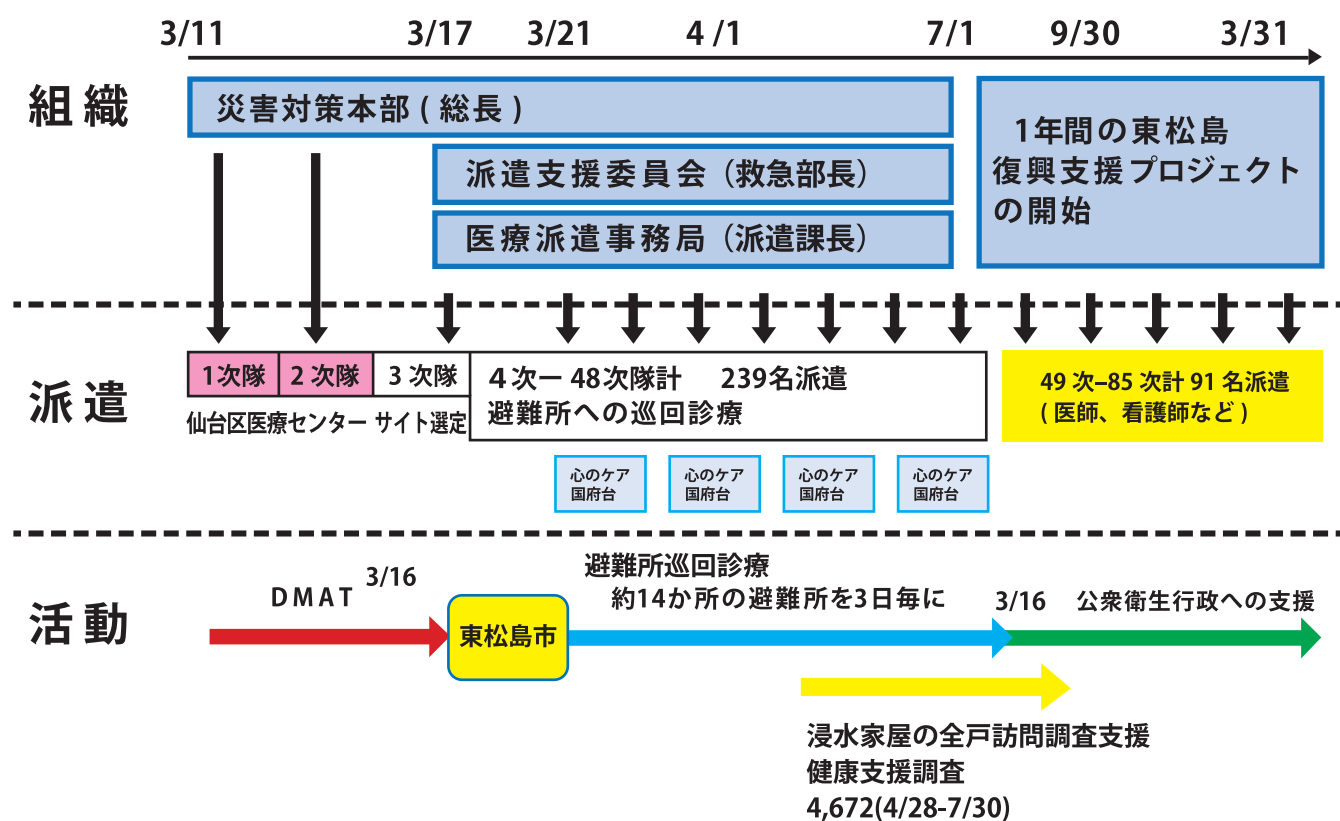 3/11 3/17 3/21 4 /1 7/1 9/30 3/31
組織
災害対策本部 ( 総長 )
派遣支援委員会（救急部長）
医療派遣事務局（派遣課長）
1年間の東松島
復興支援プロジェクト
の開始
派遣
1次隊 2 次隊 3 次隊
仙台区医療センター サイト選定
4次ー 48次隊計 239名派遣
避難所への巡回診療
49 次–85 次計 91 名派遣
( 医師、看護師など )
心のケア
国府台
心のケア
国府台
心のケア
国府台
心のケア
国府台
活動
DMAT 3/16
東松島市
避難所巡回診療
約14か所の避難所を3日毎に
3/16 公衆衛生行政への支援
浸水家屋の全戸訪問調査支援
健康支援調査
4,672(4/28-7/30)